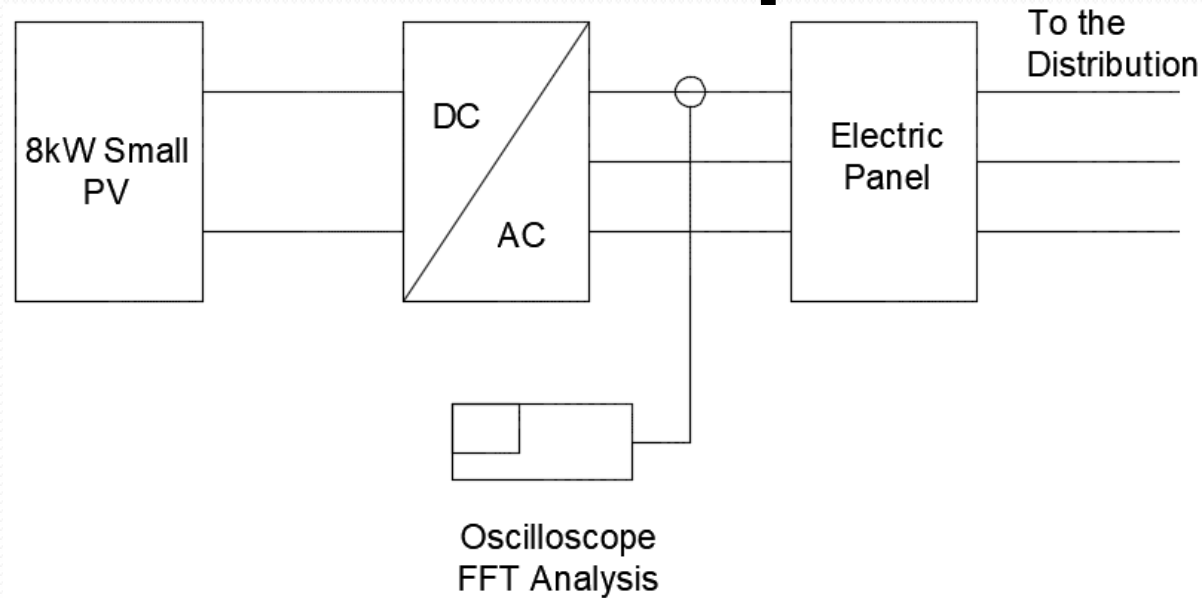 8kW Small
PV
DC
AC
Electric
Panel
To the
Distribution
Oscilloscope
FFT Analysis